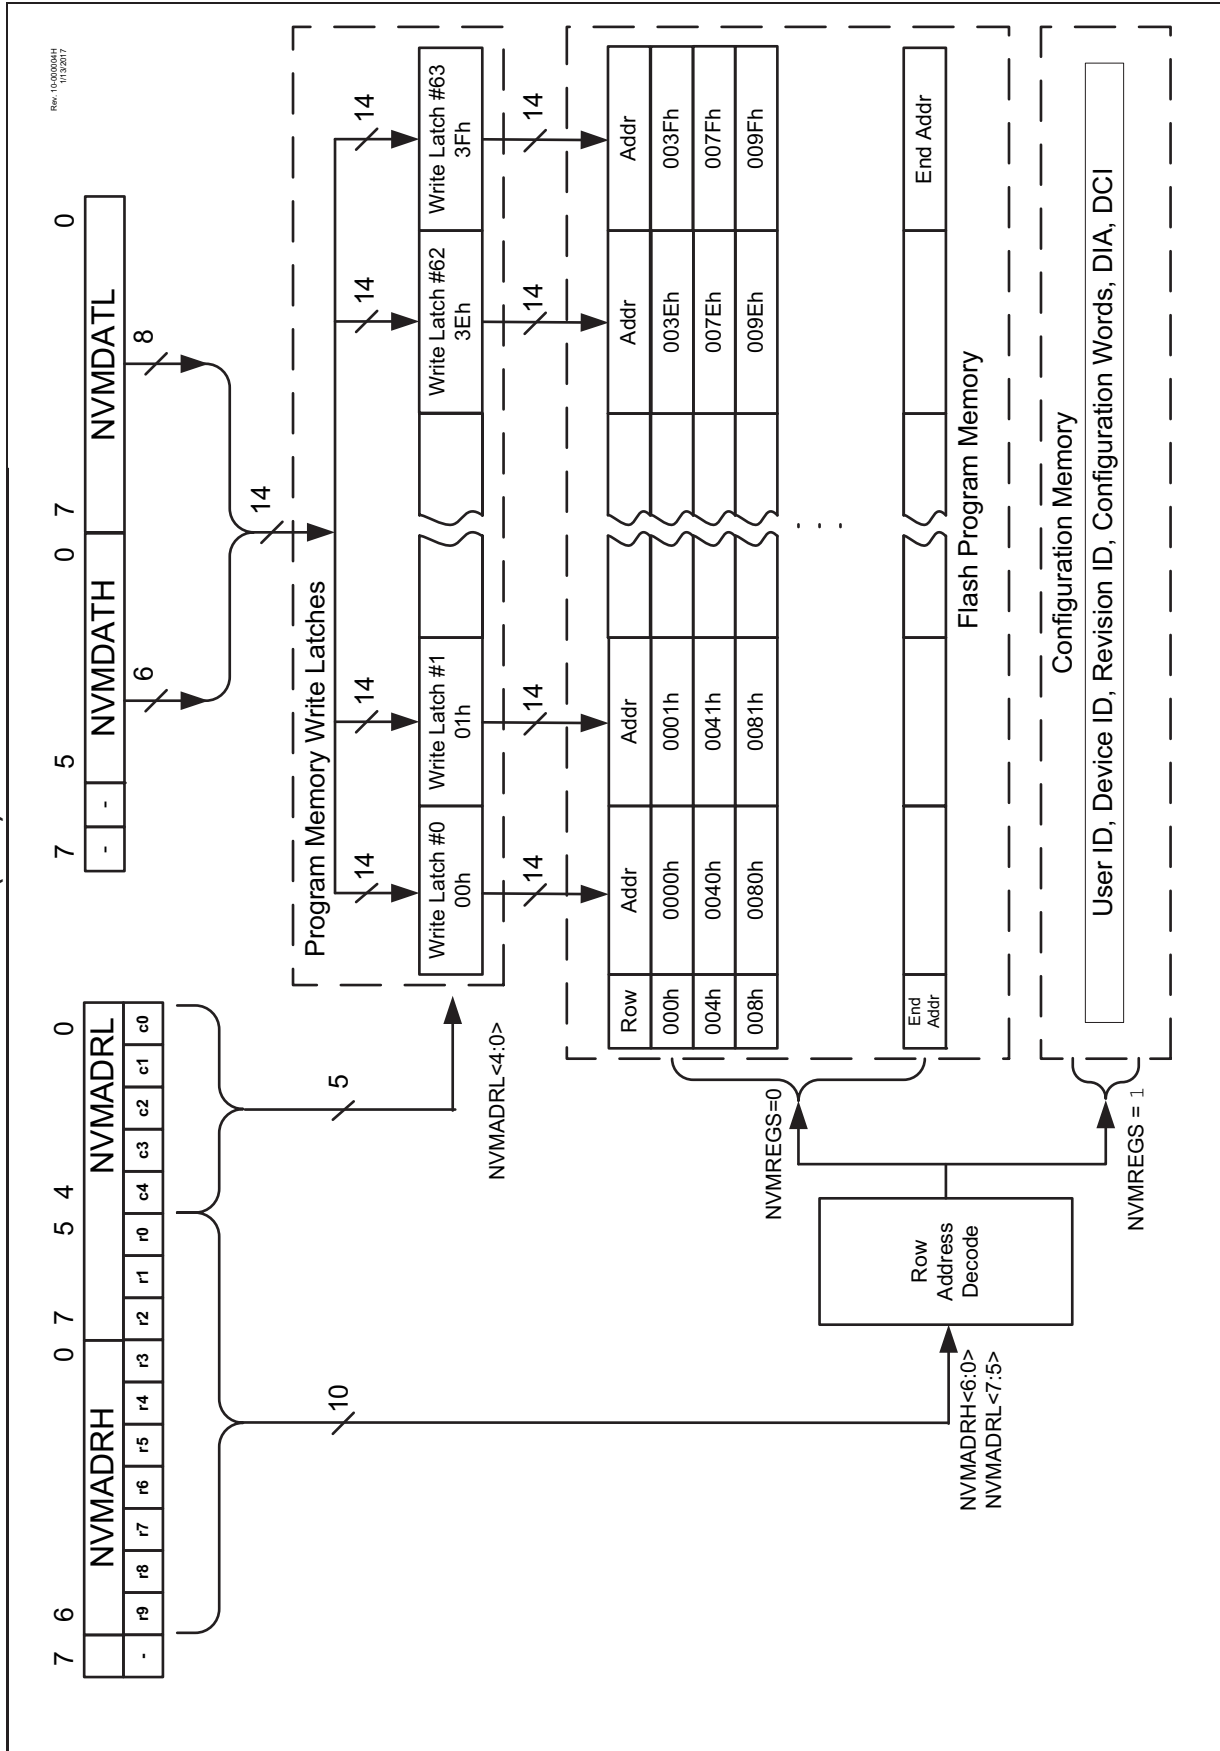 Rev. 10-000004H
1/13/2017
7 6 0 7 5 4 0
NVMADRH NVMADRL
- r9 r8 r7 r6 r5 r4 r3 r2 r1 r0 c4 c3 c2 c1 c0
7 5 0 7 0
- - NVMDATH NVMDATL
6 8
14
10
5
NVMADRL<4:0>
Program Memory Write Latches
14 14 14 14
Write Latch #0
00h
Write Latch #1
01h
Write Latch #62
3Eh
Write Latch #63
3Fh
14 14 14 14
Row Addr Addr Addr Addr
000h 0000h 0001h 003Eh 003Fh
004h 0040h 0041h 007Eh 007Fh
008h 0080h 0081h 009Eh 009Fh
. . .
End
Addr
End Addr
Flash Program Memory
NVMREGS=0
Row
Address
Decode
NVMADRH<6:0>
NVMADRL<7:5>
NVMREGS = 1
Configuration Memory
User ID, Device ID, Revision ID, Configuration Words, DIA, DCI